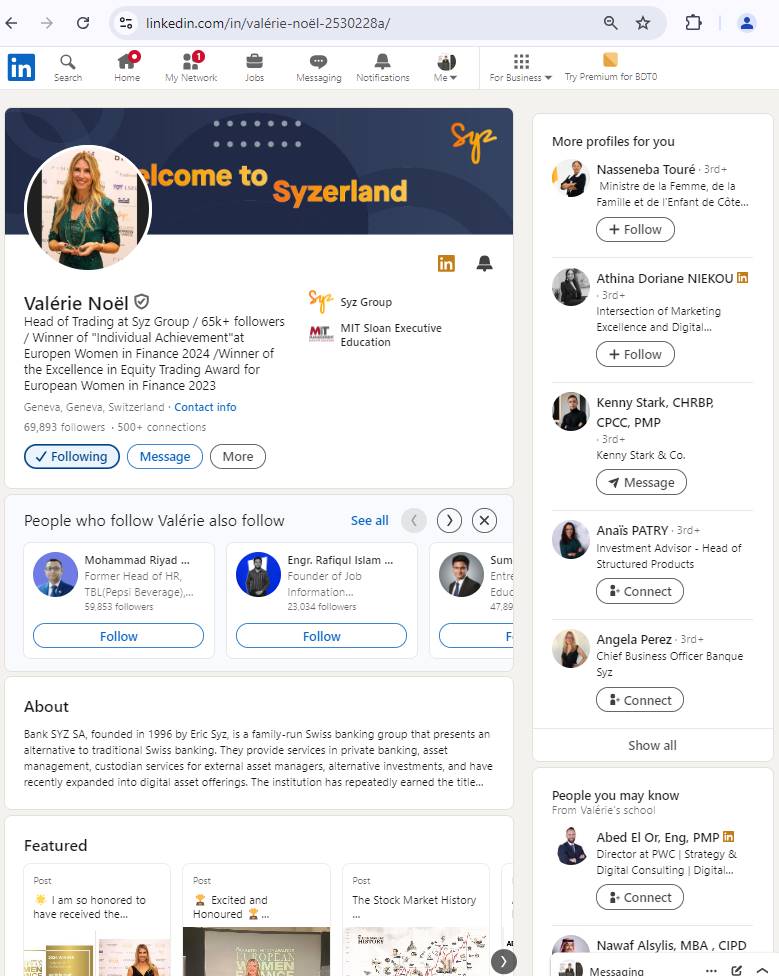 linkedin.com/in/valérie-noël-2530228a/
in
Search
Home
1
My Network
Jobs
Messaging
Notifications
Me
For Business
Try Premium for BDT0
elcome to
Syzerland
Syz
in
Valérie Noël
Head of Trading at Syz Group / 65k+ followers
/ Winner of "Individual Achievement"at
Europen Women in Finance 2024 /Winner of
the Excellence in Equity Trading Award for
European Women in Finance 2023
Geneva, Geneva, Switzerland · Contact info
69,893 followers · 500+ connections
Following
Message
More
Syz
Syz Group
MIT
MIT Sloan Executive
Education
People who follow Valérie also follow
See all
Mohammad Riyad ...
Former Head of HR,
TBL(Pepsi Beverage),...
59,853 followers
Follow
Engr. Rafiqul Islam ...
Founder of Job
Information...
23,034 followers
Follow
Sum
Entre
Educ
47,89
F
About
Bank SYZ SA, founded in 1996 by Eric Syz, is a family-run Swiss banking group that presents an
alternative to traditional Swiss banking. They provide services in private banking, asset
management, custodian services for external asset managers, alternative investments, and have
recently expanded into digital asset offerings. The institution has repeatedly earned the title...
Featured
Post
🌟 I am so honored to
have received the...
Post
🏆 Excited and
Honoured 🏆...
EUROPEAN
WOMEN
Post
The Stock Market History
...
HISTORY
More profiles for you
Nasseneba Touré · 3rd+
Ministre de la Femme, de la
Famille et de l'Enfant de Côte...
+ Follow
Athina Doriane NIEKOU in
· 3rd+
Intersection of Marketing
Excellence and Digital...
+ Follow
Kenny Stark, CHRBP,
CPCC, PMP
· 3rd+
Kenny Stark & Co.
Message
Anaïs PATRY · 3rd+
Investment Advisor - Head of
Structured Products
Connect
Angela Perez · 3rd+
Chief Business Officer Banque
Syz
Connect
Show all
People you may know
From Valérie's school
Abed El Or, Eng, PMP in
Director at PWC | Strategy &
Digital Consulting | Digital...
Connect
Nawaf Alsylis, MBA , CIPD
Messaging